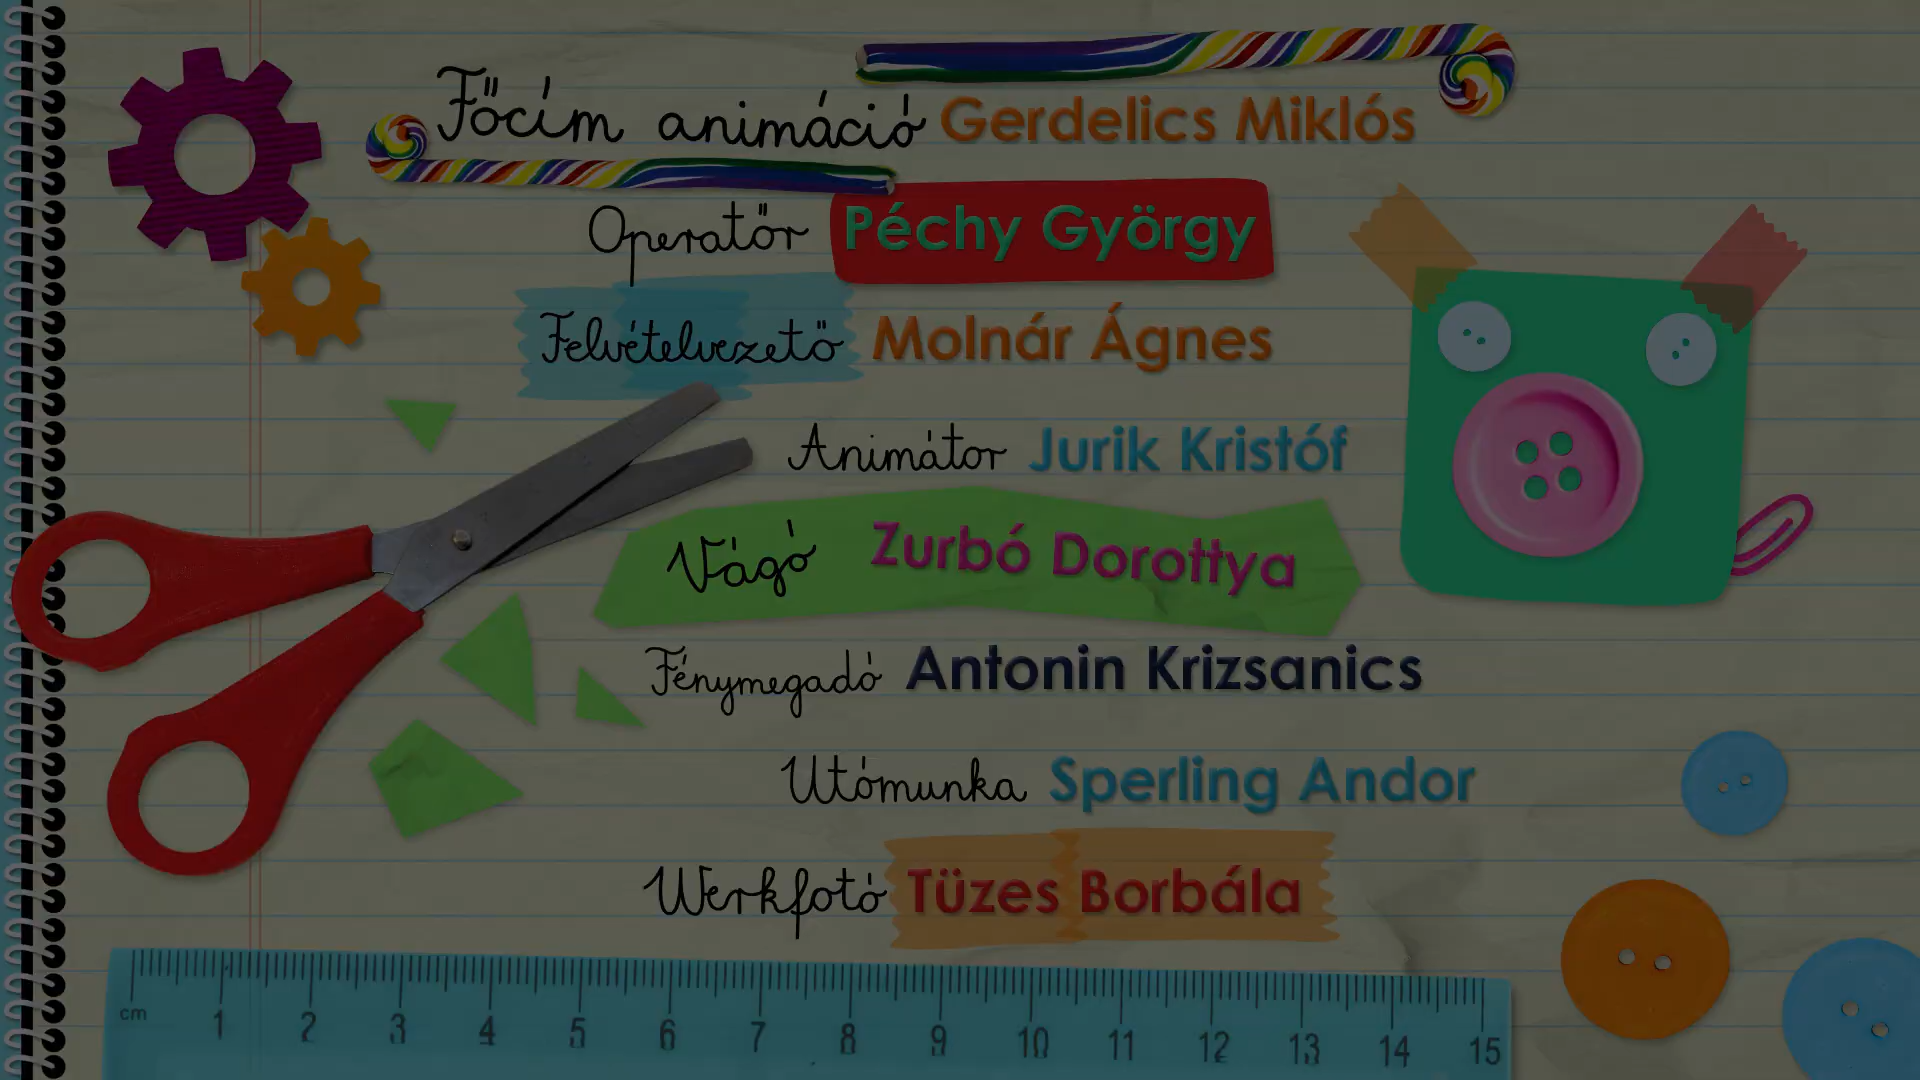 Főcím animáció Gerdelics Miklós
Operatőr Péchy György
Felvételvezető Molnár Ágnes
Animátor Jurik Kristóf
Vágó Zurbó Dorottya
Fénymegadó Antonin Krizsanics
Utómunka Sperling Andor
Werkfotó Tüzes Borbála
cm 1 2 3 4 5 6 7 8 9 10 11 12 13 14 15